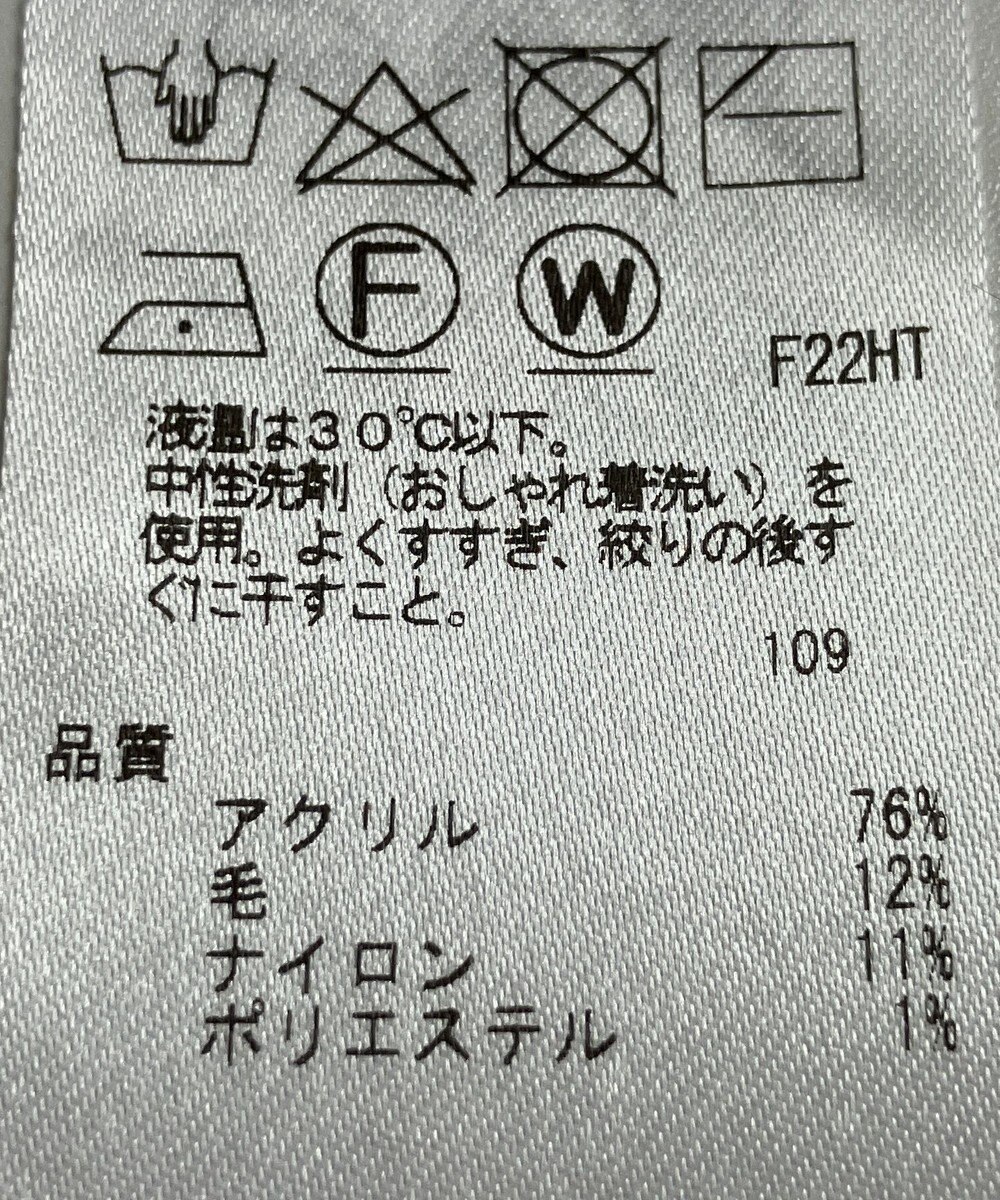 F
W
F22HT
液温は30℃以下。
中性洗剤（おしゃれ着洗い）を
使用。よくすすぎ、絞りの後す
ぐに干すこと。
109
品質
アクリル 76%
毛 12%
ナイロン 11%
ポリエステル 1%